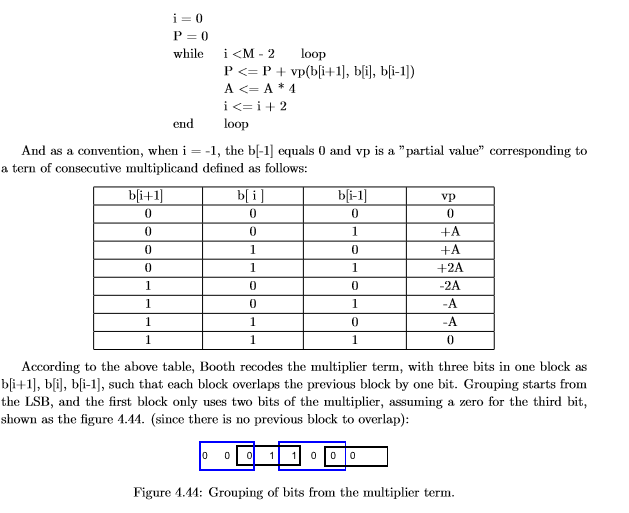 i = 0
P = 0
while i <M - 2 loop
P <= P + vp(b[i+1], b[i], b[i-1])
A <= A * 4
i <= i + 2
end loop
And as a convention, when i = -1, the b[-1] equals 0 and vp is a "partial value" corresponding to
a tern of consecutive multiplicand defined as follows:
b[i+1] b[ i ] b[i-1] vp
0 0 0 0
0 0 1 +A
0 1 0 +A
0 1 1 +2A
1 0 0 -2A
1 0 1 -A
1 1 0 -A
1 1 1 0
According to the above table, Booth recodes the multiplier term, with three bits in one block as
b[i+1], b[i], b[i-1], such that each block overlaps the previous block by one bit. Grouping starts from
the LSB, and the first block only uses two bits of the multiplier, assuming a zero for the third bit,
shown as the figure 4.44. (since there is no previous block to overlap):
0 0 0 1 1 0 0 0
Figure 4.44: Grouping of bits from the multiplier term.